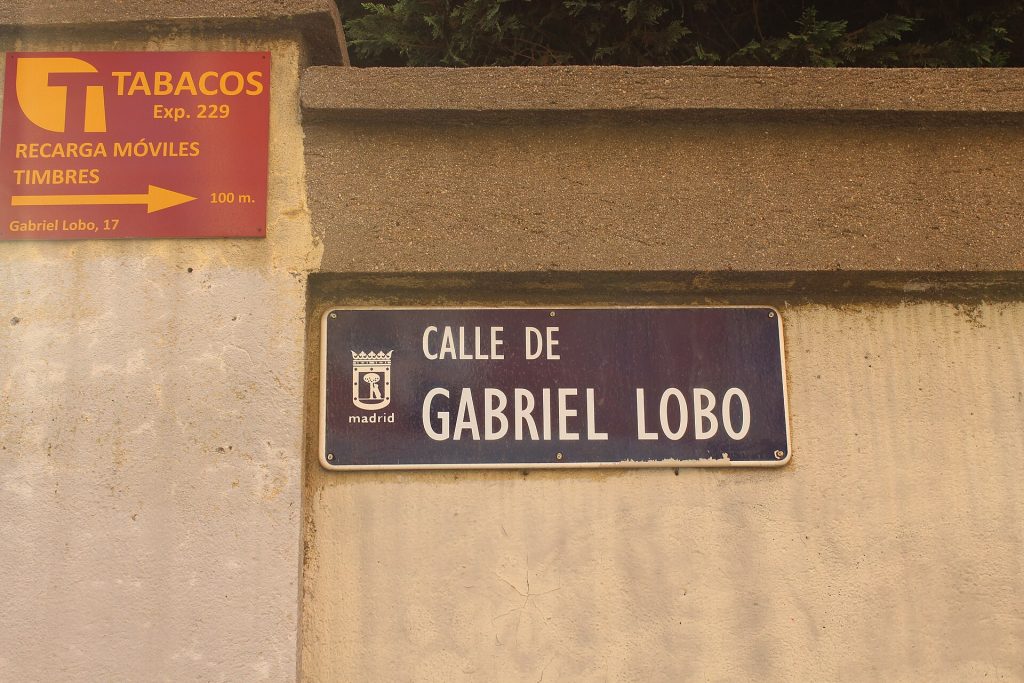 TABACOS
Exp. 229
RECARGA MÓVILES
TIMBRES
100 m.
Gabriel Lobo, 17
CALLE DE
GABRIEL LOBO
madrid